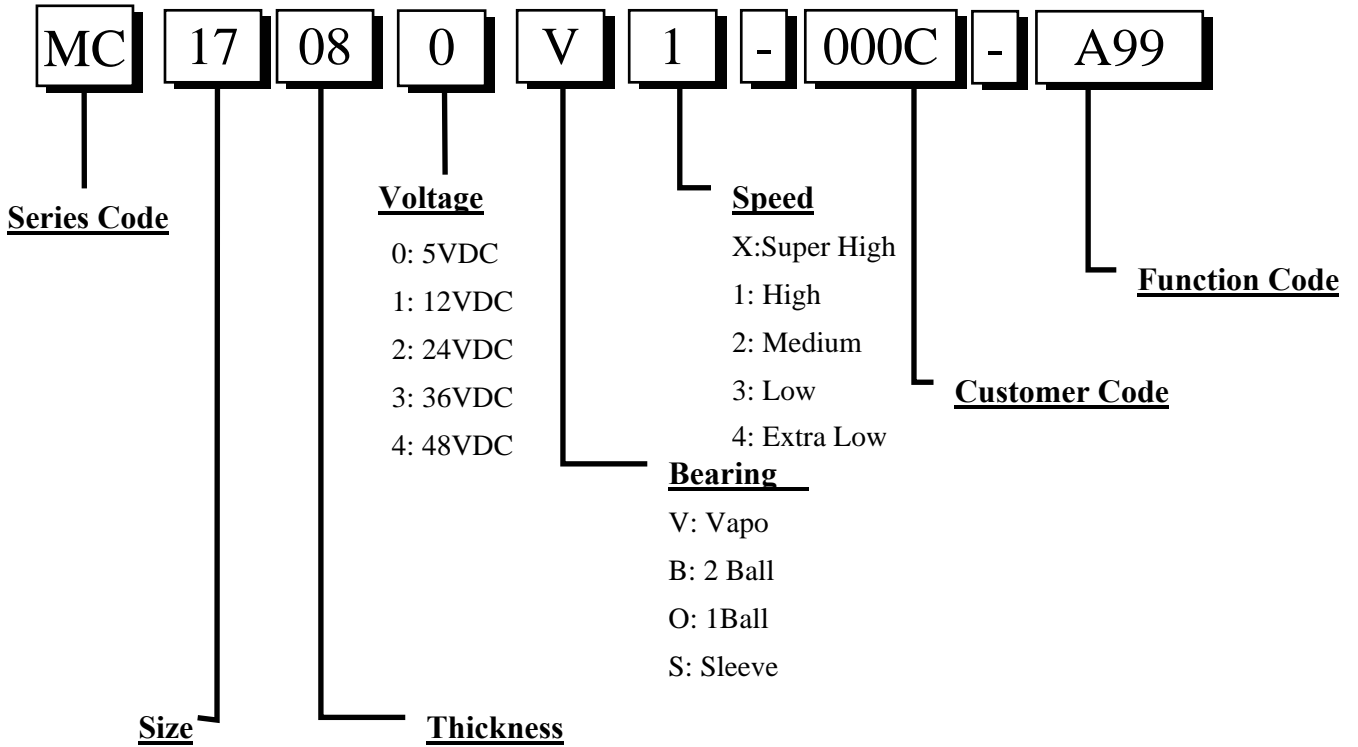 MC 17 08 0 V 1 - 000C - A99
Series Code
Voltage
0: 5VDC
1: 12VDC
2: 24VDC
3: 36VDC
4: 48VDC
Speed
X:Super High
1: High
2: Medium
3: Low
4: Extra Low
Function Code
Customer Code
Bearing
V: Vapo
B: 2 Ball
O: 1Ball
S: Sleeve
Size
Thickness